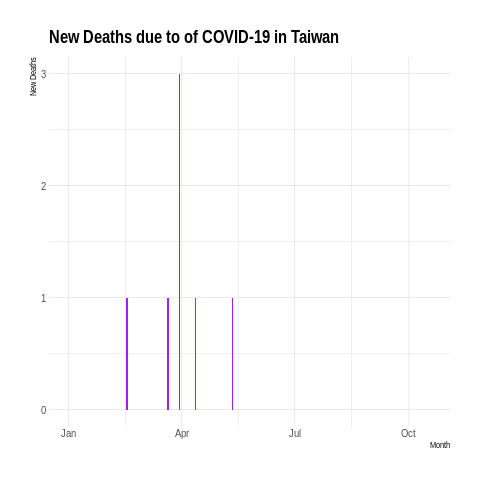 New Deaths due to of COVID-19 in Taiwan
New Deaths
3
2
1
0
Jan Apr Jul Oct
Month